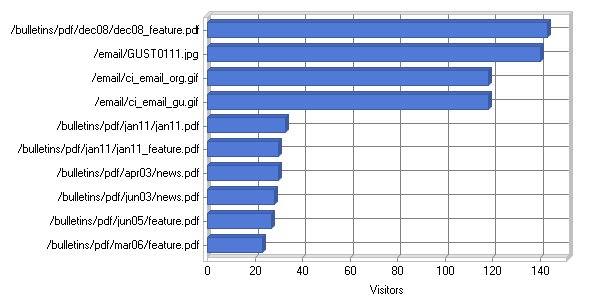 /bulletins/pdf/dec08/dec08_feature.pdf
/email/GUST0111.jpg
/email/ci_email_org.gif
/email/ci_email_gu.gif
/bulletins/pdf/jan11/jan11.pdf
/bulletins/pdf/jan11/jan11_feature.pdf
/bulletins/pdf/apr03/news.pdf
/bulletins/pdf/jun03/news.pdf
/bulletins/pdf/jun05/feature.pdf
/bulletins/pdf/mar06/feature.pdf
0 20 40 60 80 100 120 140
Visitors